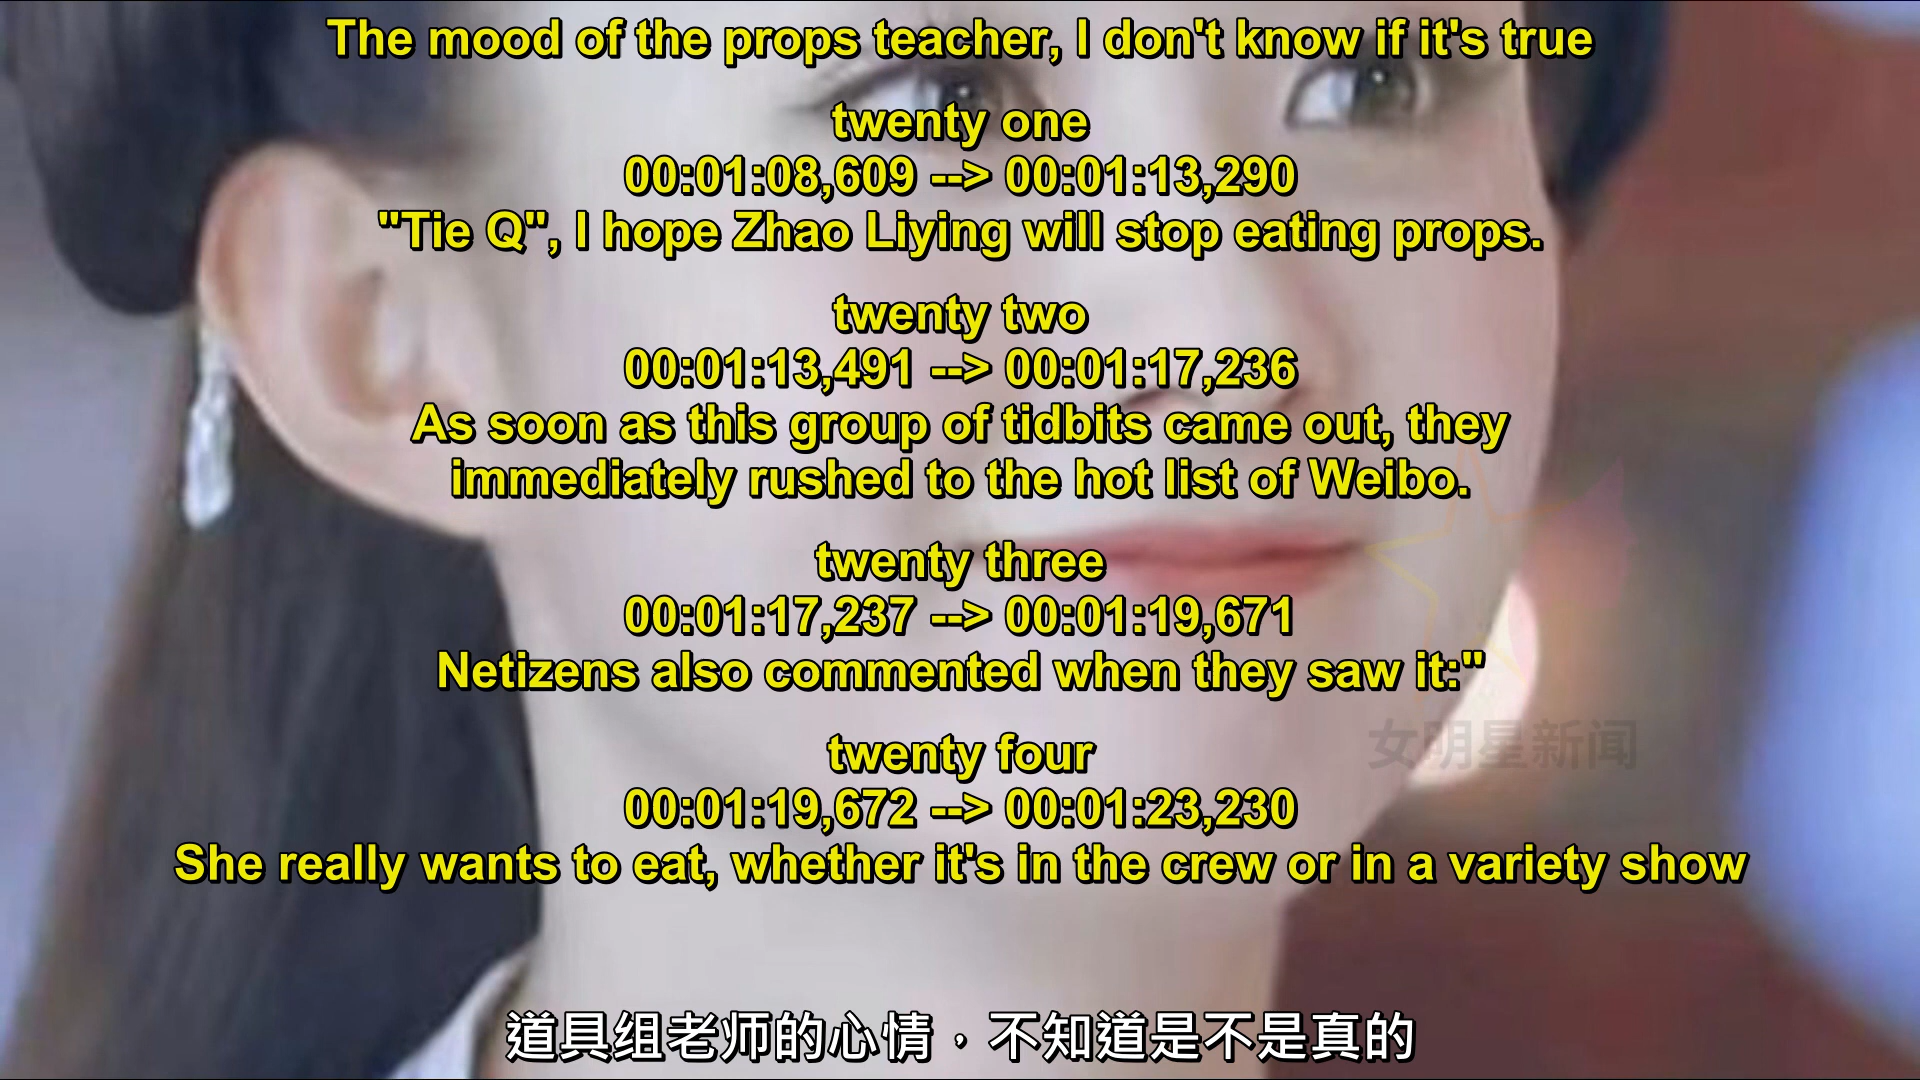 The mood of the props teacher, I don't know if it's true
twenty one
00:01:08,609 --> 00:01:13,290
"Tie Q", I hope Zhao Liying will stop eating props.
twenty two
00:01:13,491 --> 00:01:17,236
As soon as this group of tidbits came out, they
immediately rushed to the hot list of Weibo.
twenty three
00:01:17,237 --> 00:01:19,671
Netizens also commented when they saw it:"
twenty four
00:01:19,672 --> 00:01:23,230
She really wants to eat, whether it's in the crew or in a variety show
女明星新闻
道具组老师的心情，不知道是不是真的